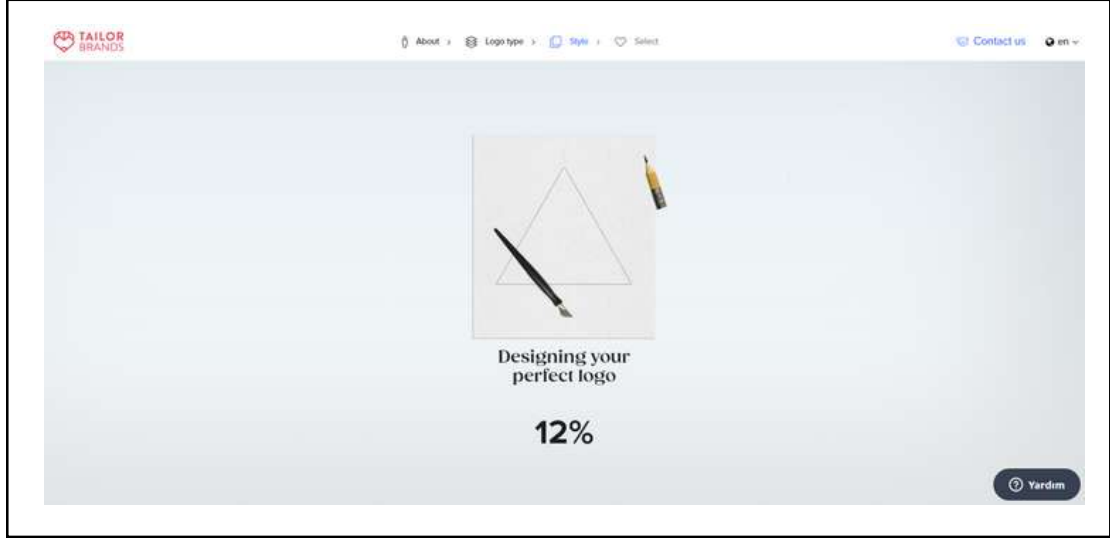 TAILOR
BRANDS
About
Logo type
Style
Select
Contact us
en
Designing your
perfect logo
12%
Yardım